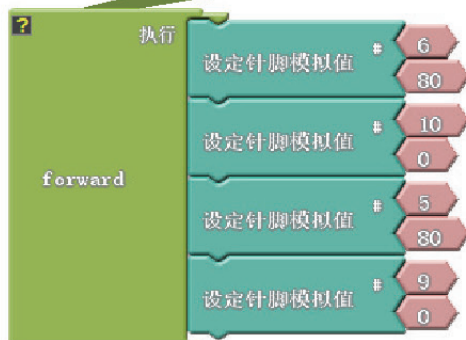 ?
执行
forward
设定针脚模拟值 # 6
80
设定针脚模拟值 # 10
0
设定针脚模拟值 # 5
80
设定针脚模拟值 # 9
0